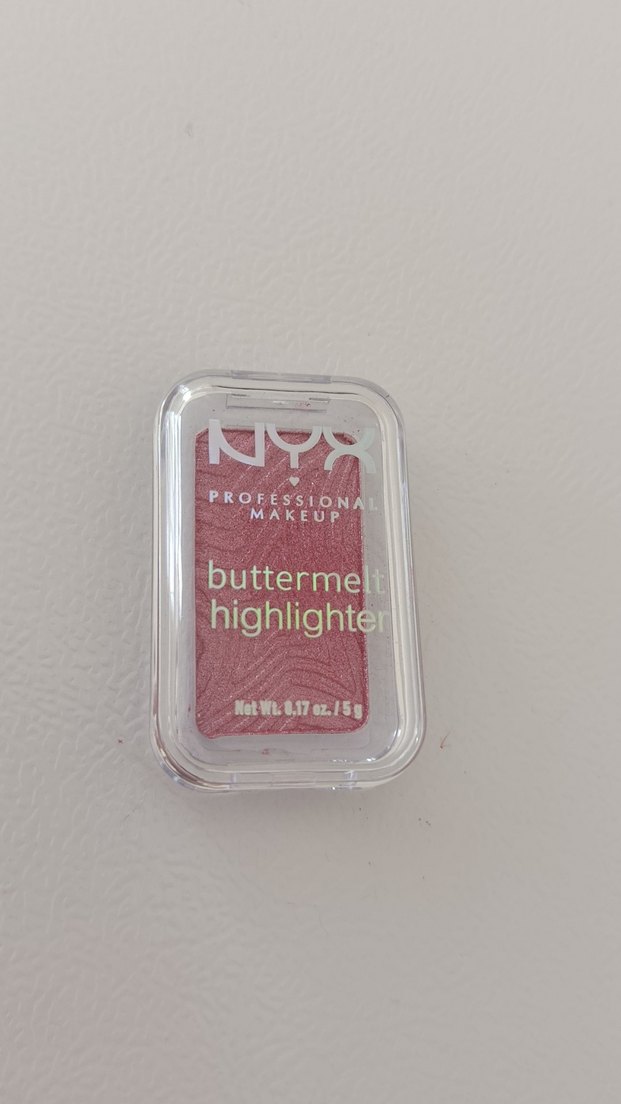 NYX
PROFESSIONAL
MAKEUP
buttermelt
highlighter
Net Wt. 0.17 oz. / 5 g